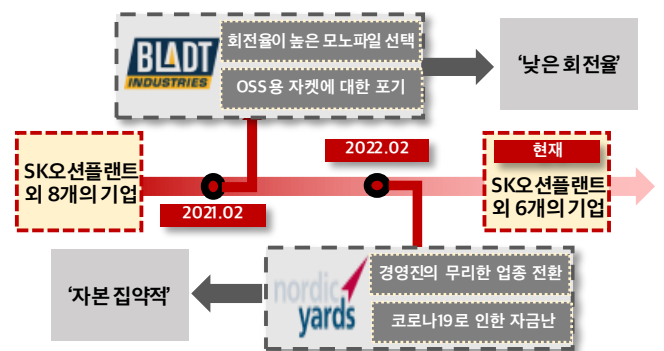 BLADT
INDUSTRIES
회전율이 높은 모노파일 선택
OSS용 자켓에 대한 포기
‘낮은 회전율’
SK오션플랜트
외 8개의 기업
2021.02
2022.02
현재
SK오션플랜트
외 6개의 기업
‘자본 집약적’
nordic
yards
경영진의 무리한 업종 전환
코로나19로 인한 자금난